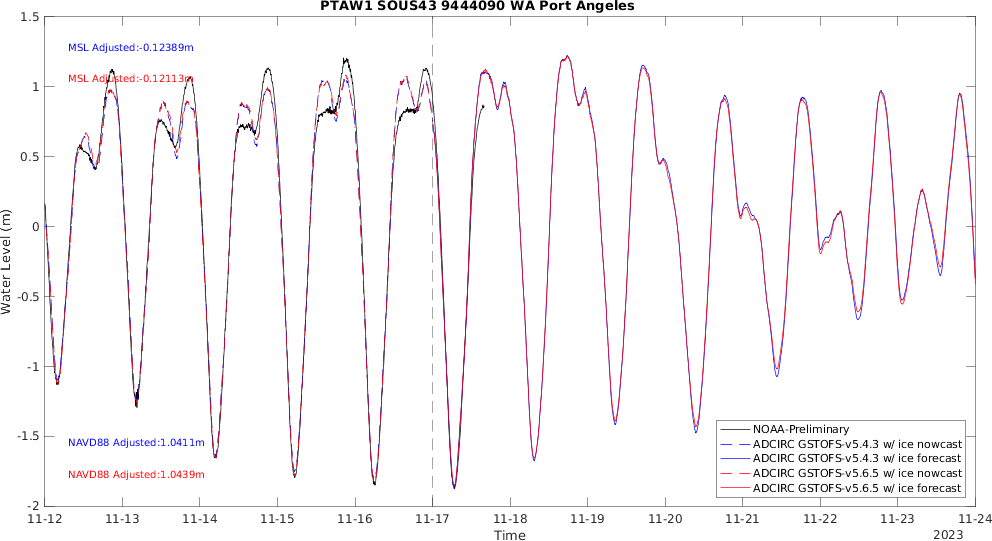 PTAW1 SOUS43 9444090 WA Port Angeles
1.5
1
0.5
0
-0.5
-1
-1.5
-2
Water Level (m)
MSL Adjusted:-0.12389m
MSL Adjusted:-0.12113m
NAVD88 Adjusted:1.0411m
NAVD88 Adjusted:1.0439m
NOAA-Preliminary
ADCIRC GSTOFS-v5.4.3 w/ ice nowcast
ADCIRC GSTOFS-v5.4.3 w/ ice forecast
ADCIRC GSTOFS-v5.6.5 w/ ice nowcast
ADCIRC GSTOFS-v5.6.5 w/ ice forecast
11-12 11-13 11-14 11-15 11-16 11-17 11-18 11-19 11-20 11-21 11-22 11-23 11-24
Time
2023